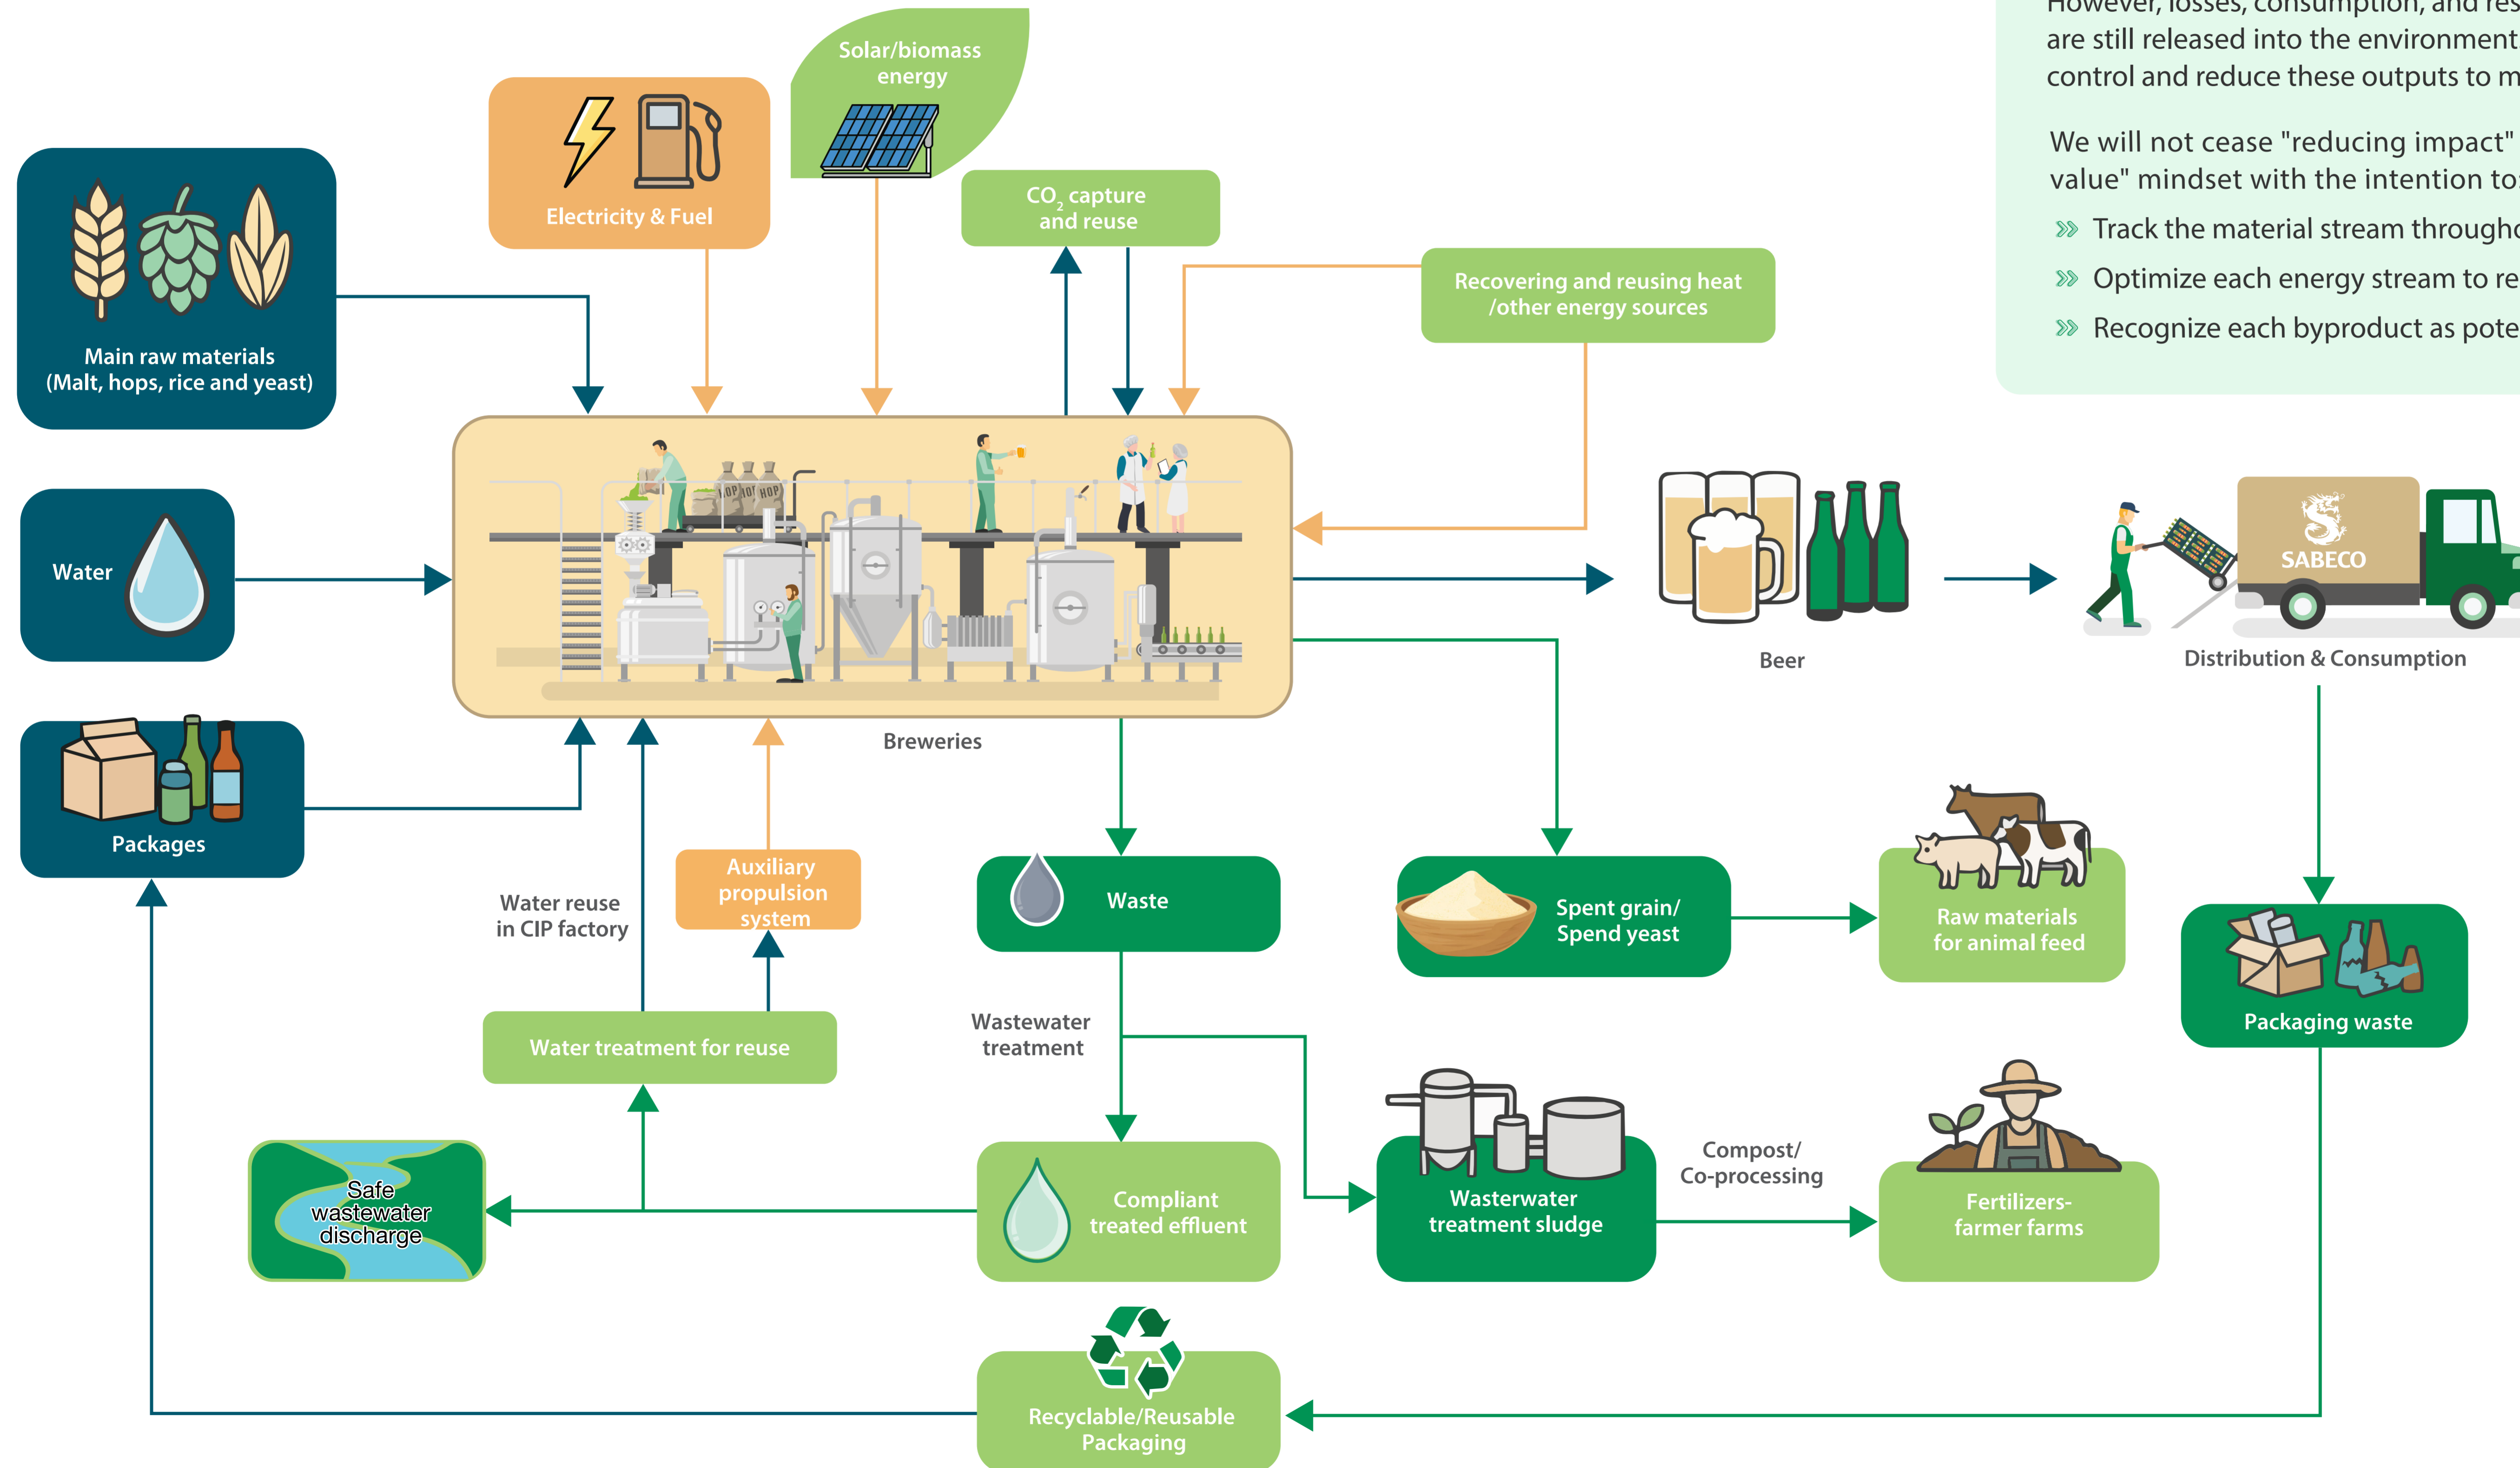 However, losses, consumption, and res
are still released into the environment
control and reduce these outputs to m
We will not cease "reducing impact"
value" mindset with the intention to:
Track the material stream througho
Optimize each energy stream to re
Recognize each byproduct as pote
Solar/biomass
energy
Electricity & Fuel
CO₂ capture
and reuse
Recovering and reusing heat
/other energy sources
Main raw materials
(Malt, hops, rice and yeast)
Water
HOP
SABECO
Beer
Distribution & Consumption
Breweries
Packages
Water reuse
in CIP factory
Auxiliary
propulsion
system
Waste
Spent grain/
Spend yeast
Raw materials
for animal feed
Packaging waste
Water treatment for reuse
Wastewater
treatment
Safe
wastewater
discharge
Compliant
treated effluent
Wasterwater
treatment sludge
Compost/
Co-processing
Fertilizers-
farmer farms
Recyclable/Reusable
Packaging